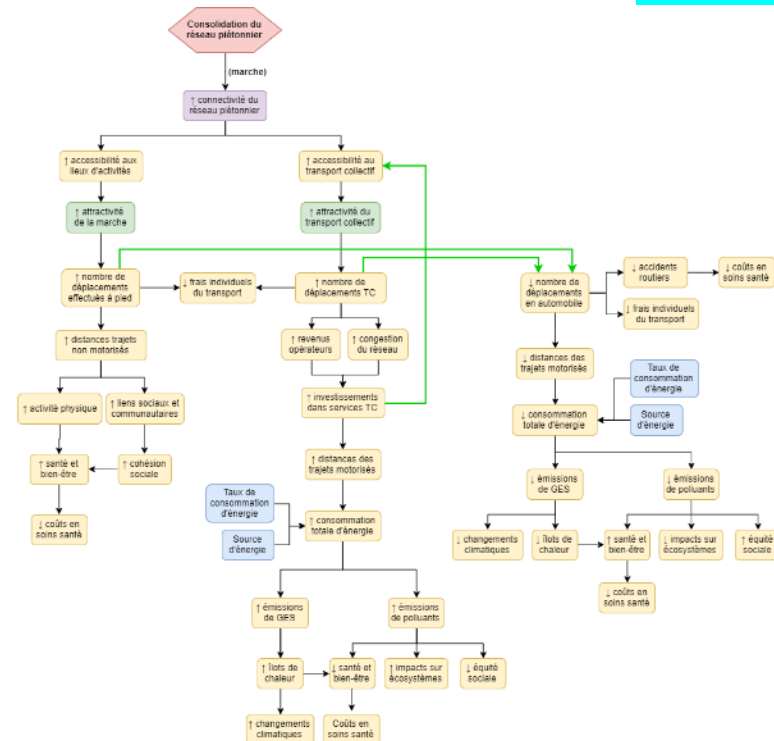 Consolidation du
réseau piétonnier
(marche)
↑ connectivité du
réseau piétonnier
↑ accessibilité aux
lieux d'activités
↑ accessibilité au
transport collectif
↑ attractivité
de la marche
↑ attractivité du
transport collectif
↑ nombre de
déplacements
effectués à pied
↓ frais individuels
du transport
↑ nombre de
déplacements TC
↓ nombre de
déplacements
en automobile
↓ accidents
routiers
↓ coûts en
soins santé
↓ frais individuels
du transport
↑ distances trajets
non motorisés
↑ revenus
opérateurs
↑ congestion
du réseau
↓ distances des
trajets motorisés
Taux de
consommation
d'énergie
Source
d'énergie
↑ activité physique
↑ liens sociaux et
communautaires
↑ investissements
dans services TC
↓ consommation
totale d'énergie
↑ santé et
bien-être
↑ cohésion
sociale
↑ distances des
trajets motorisés
↓ émissions
de GES
↓ émissions
de polluants
↓ coûts en
soins santé
Taux de
consommation
d'énergie
Source
d'énergie
↑ consommation
totale d'énergie
↓ changements
climatiques
↓ îlots de
chaleur
↑ santé et
bien-être
↓ impacts sur
écosystèmes
↑ équité
sociale
↓ coûts en
soins santé
↑ émissions
de GES
↑ émissions
de polluants
↑ îlots de
chaleur
↓ santé et
bien-être
↑ impacts sur
écosystèmes
↓ équité
sociale
↑ changements
climatiques
Coûts en
soins santé